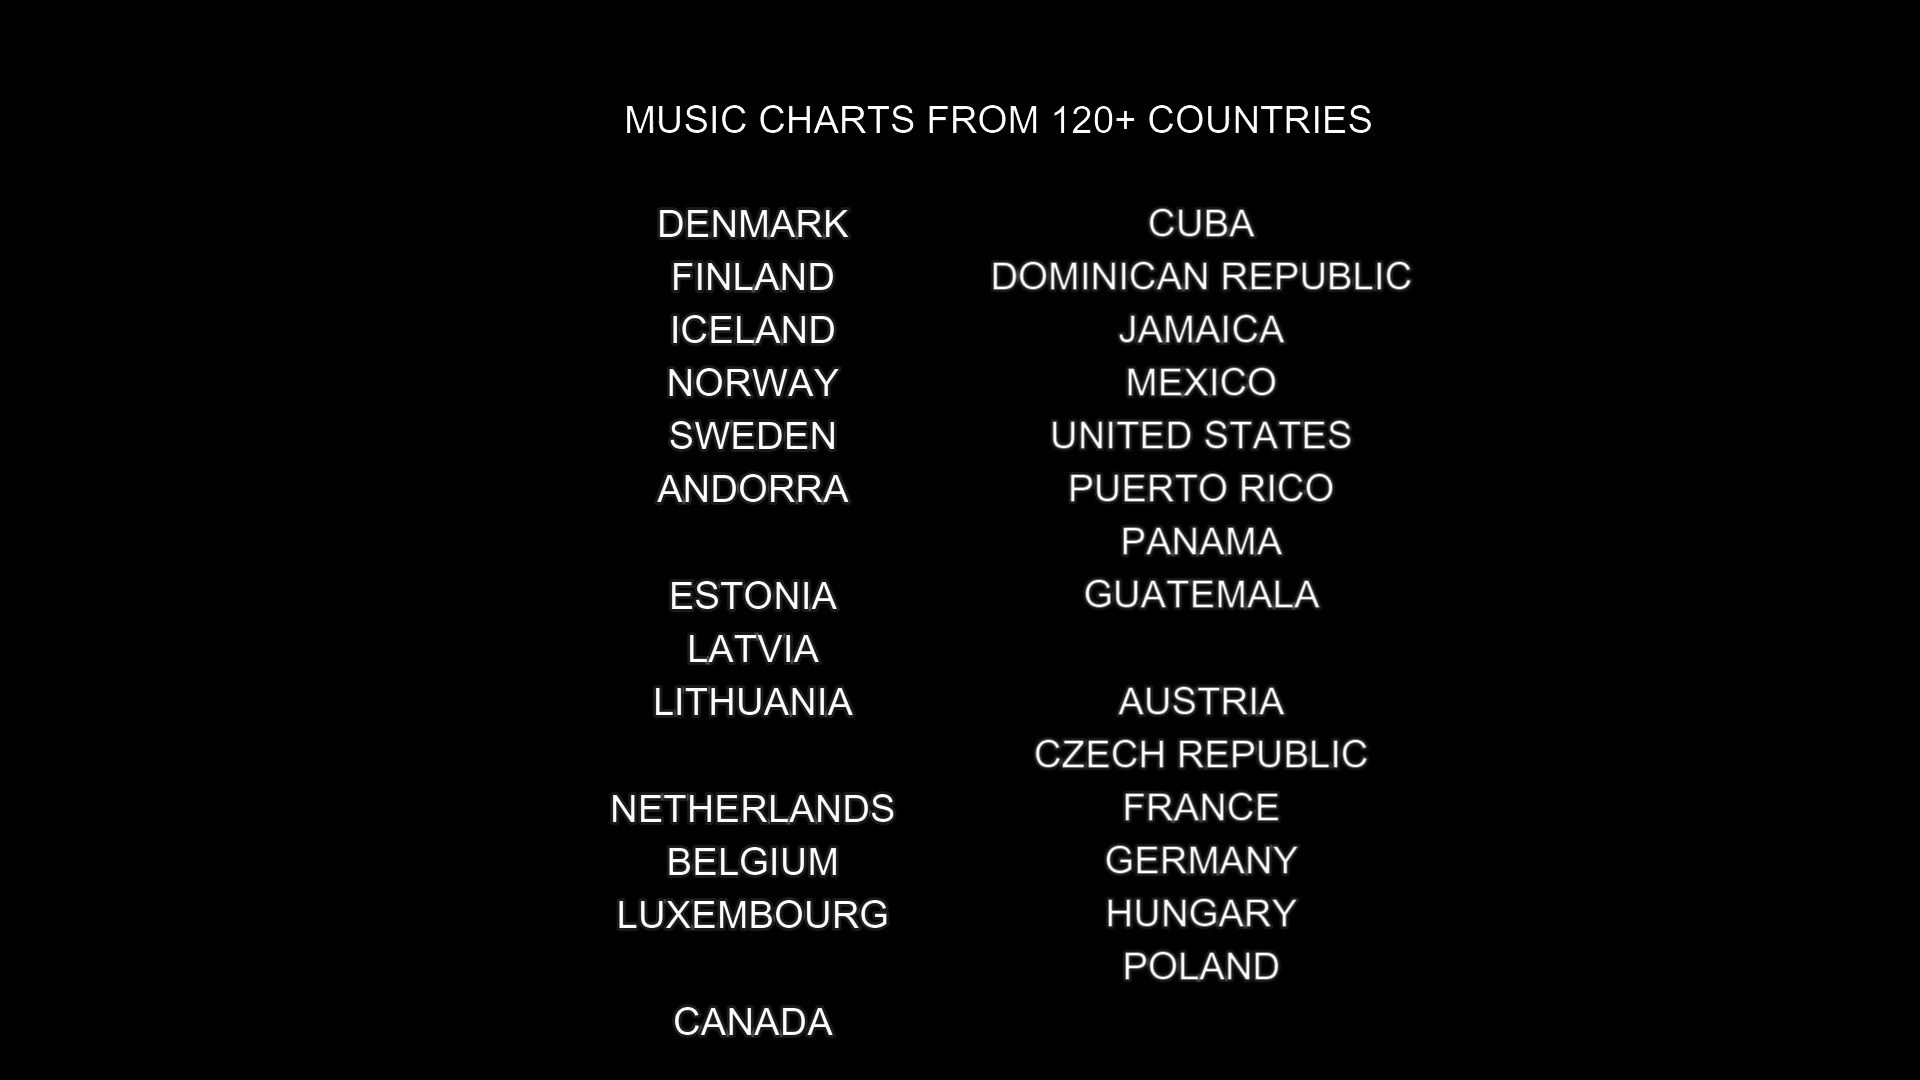 MUSIC CHARTS FROM 120+ COUNTRIES
DENMARK
FINLAND
ICELAND
NORWAY
SWEDEN
ANDORRA
ESTONIA
LATVIA
LITHUANIA
NETHERLANDS
BELGIUM
LUXEMBOURG
CANADA
CUBA
DOMINICAN REPUBLIC
JAMAICA
MEXICO
UNITED STATES
PUERTO RICO
PANAMA
GUATEMALA
AUSTRIA
CZECH REPUBLIC
FRANCE
GERMANY
HUNGARY
POLAND